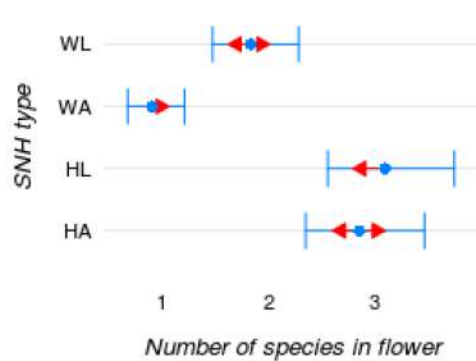 WL
WA
HL
HA
SNH type
1 2 3
Number of species in flower